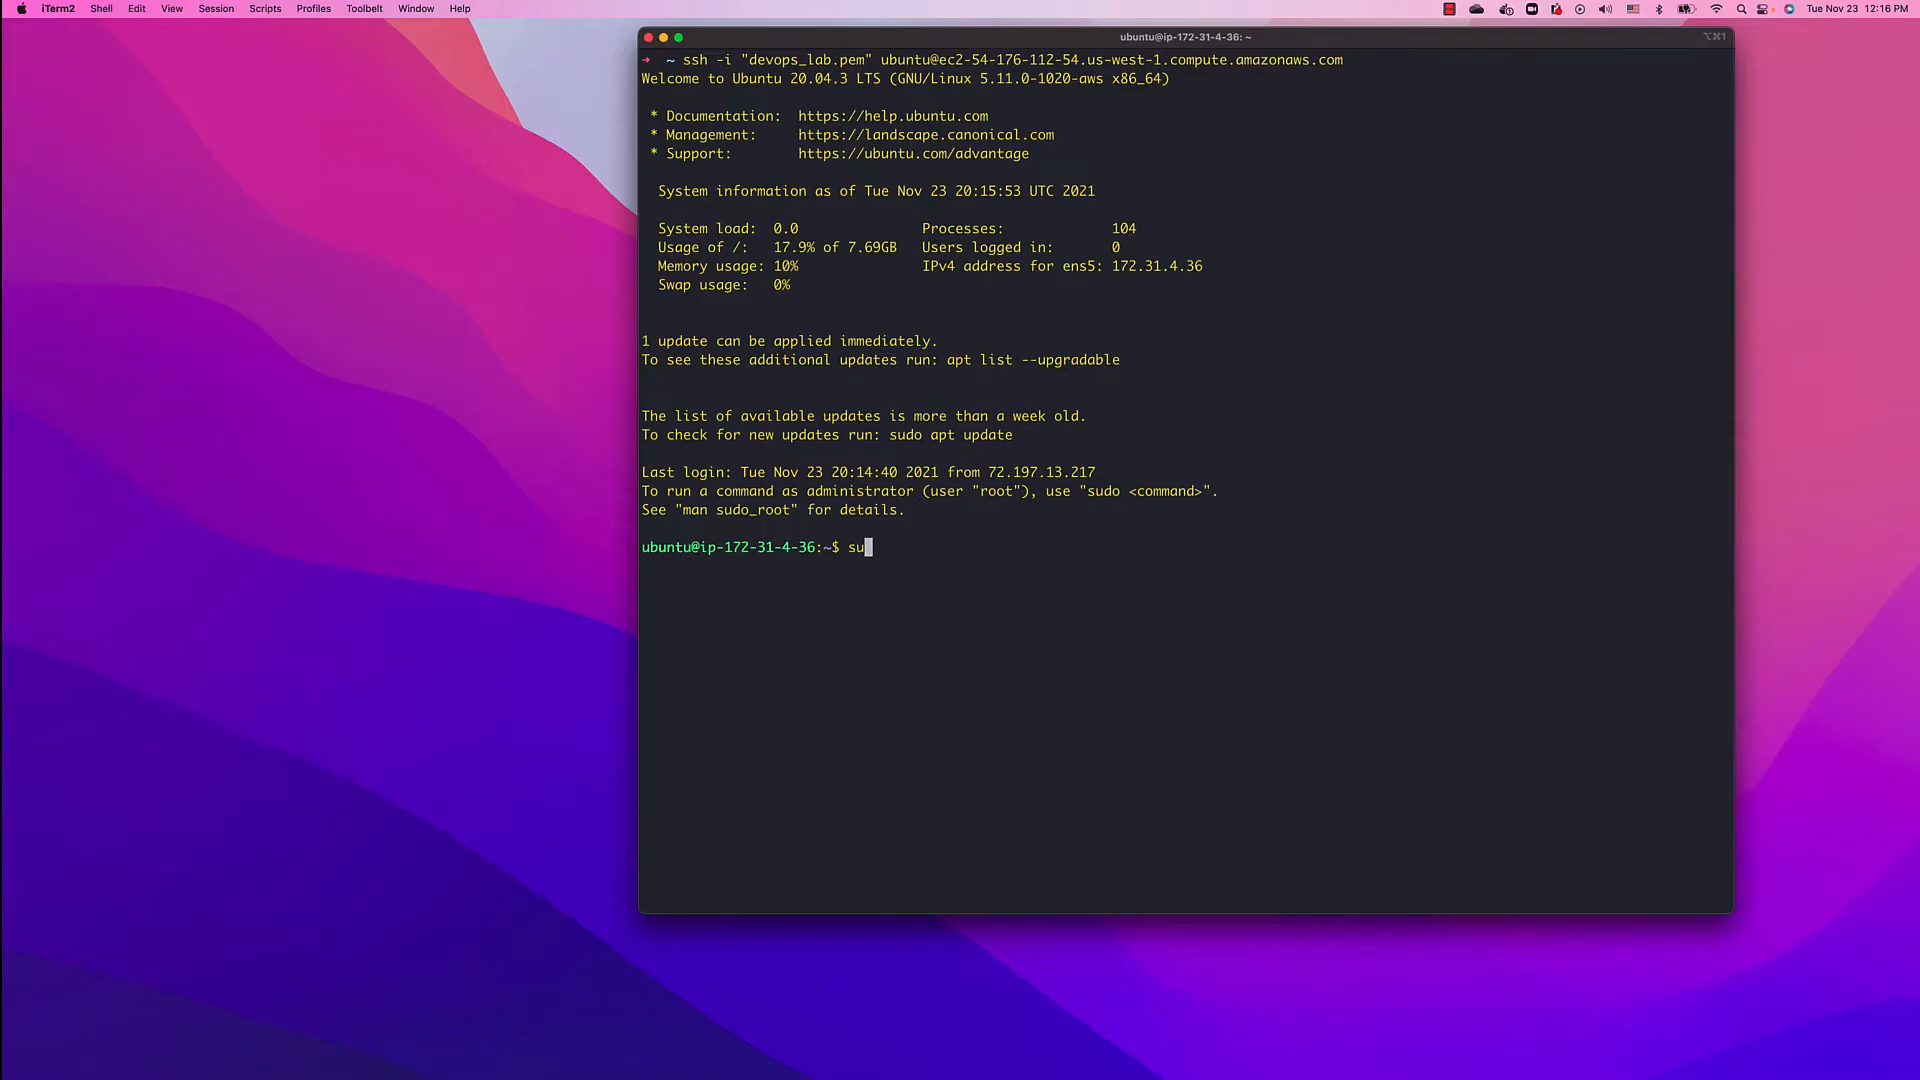 iTerm2 Shell Edit View Session Scripts Profiles Toolbelt Window Help Tue Nov 23 12:16 PM
ubuntu@ip-172-31-4-36: ~ ⌥⌘1
➜ ~ ssh -i "devops_lab.pem" ubuntu@ec2-54-176-112-54.us-west-1.compute.amazonaws.com
Welcome to Ubuntu 20.04.3 LTS (GNU/Linux 5.11.0-1020-aws x86_64)
* Documentation: https://help.ubuntu.com
* Management: https://landscape.canonical.com
* Support: https://ubuntu.com/advantage
System information as of Tue Nov 23 20:15:53 UTC 2021
System load: 0.0 Processes: 104
Usage of /: 17.9% of 7.69GB Users logged in: 0
Memory usage: 10% IPv4 address for ens5: 172.31.4.36
Swap usage: 0%
1 update can be applied immediately.
To see these additional updates run: apt list --upgradable
The list of available updates is more than a week old.
To check for new updates run: sudo apt update
Last login: Tue Nov 23 20:14:40 2021 from 72.197.13.217
To run a command as administrator (user "root"), use "sudo <command>".
See "man sudo_root" for details.
ubuntu@ip-172-31-4-36:~$ su